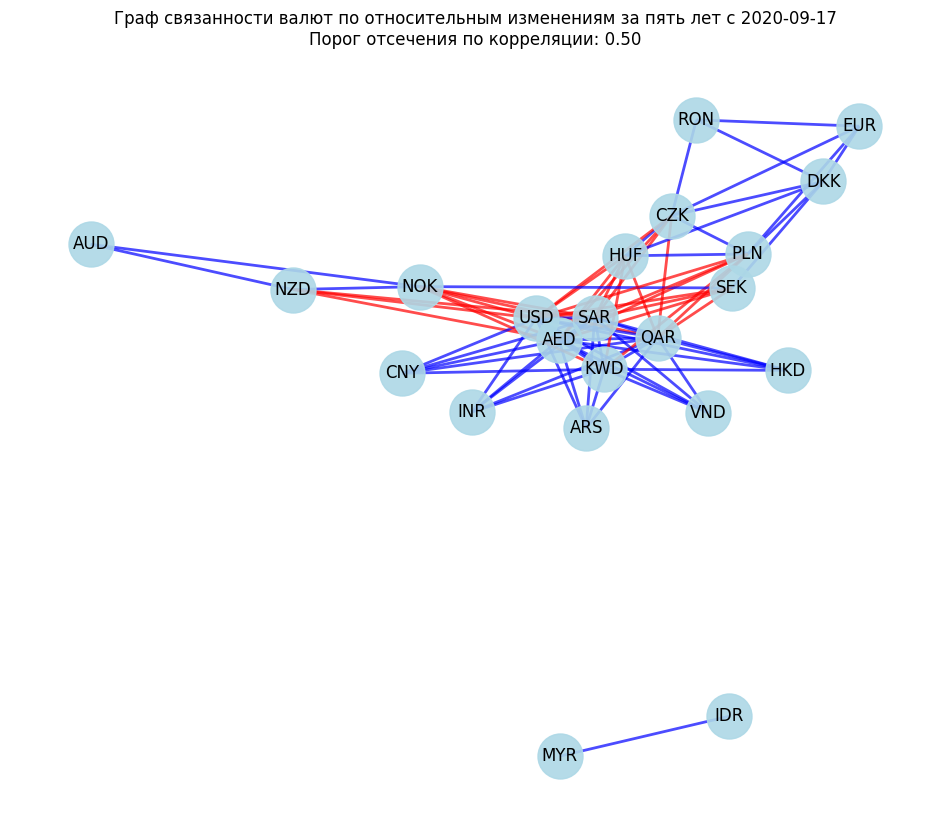 Граф связанности валют по относительным изменениям за пять лет с 2020-09-17
Порог отсечения по корреляции: 0.50
RON
EUR
DKK
CZK
AUD
HUF
PLN
NZD
NOK
SEK
USD
SAR
AED
QAR
CNY
KWD
HKD
INR
ARS
VND
IDR
MYR